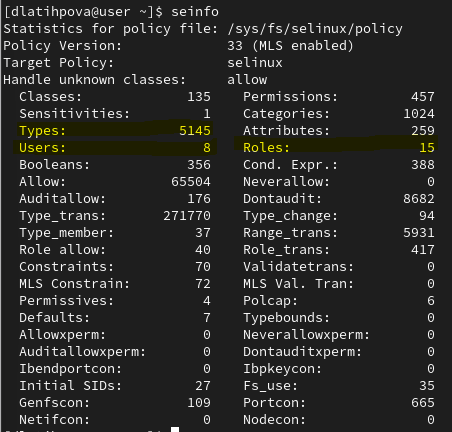 [dlatihpova@user ~]$ seinfo
Statistics for policy file: /sys/fs/selinux/policy
Policy Version: 33 (MLS enabled)
Target Policy: selinux
Handle unknown classes: allow
Classes: 135 Permissions: 457
Sensitivities: 1 Categories: 1024
Types: 5145 Attributes: 259
Users: 8 Roles: 15
Booleans: 356 Cond. Expr.: 388
Allow: 65504 Neverallow: 0
Auditallow: 176 Dontaudit: 8682
Type_trans: 271770 Type_change: 94
Type_member: 37 Range_trans: 5931
Role allow: 40 Role_trans: 417
Constraints: 70 Validatetrans: 0
MLS Constrain: 72 MLS Val. Tran: 0
Permissives: 4 Polcap: 6
Defaults: 7 Typebounds: 0
Allowxperm: 0 Neverallowxperm: 0
Auditallowxperm: 0 Dontauditxperm: 0
Ibendportcon: 0 Ibpkeycon: 0
Initial SIDs: 27 Fs_use: 35
Genfscon: 109 Portcon: 665
Netifcon: 0 Nodecon: 0